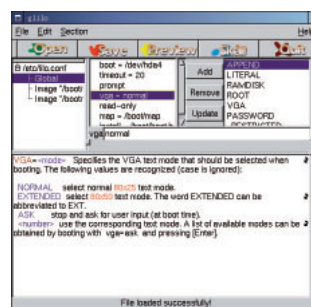 glilo
File Edit Section Help
Open Save Preview Edit Quit
/etc/lilo.conf
Global
Image "/boot/
Image "/boot/
boot = /dev/hda4
timeout = 20
prompt
vga = normal
read-only
map = /boot/map
Add
Remove
Update
APPEND
LITERAL
RAMDISK
ROOT
VGA
PASSWORD
RESTRICTED
vga normal
VGA=<mode> Specifies the VGA text mode that should be selected when
booting. The following values are recognized (case is ignored):
NORMAL select normal 80x25 text mode.
EXTENDED select 80x50 text mode. The word EXTENDED can be
abbreviated to EXT.
ASK stop and ask for user input (at boot time).
<number> use the corresponding text mode. A list of available modes can be
obtained by booting with vga=ask and pressing [Enter].
File loaded successfully!